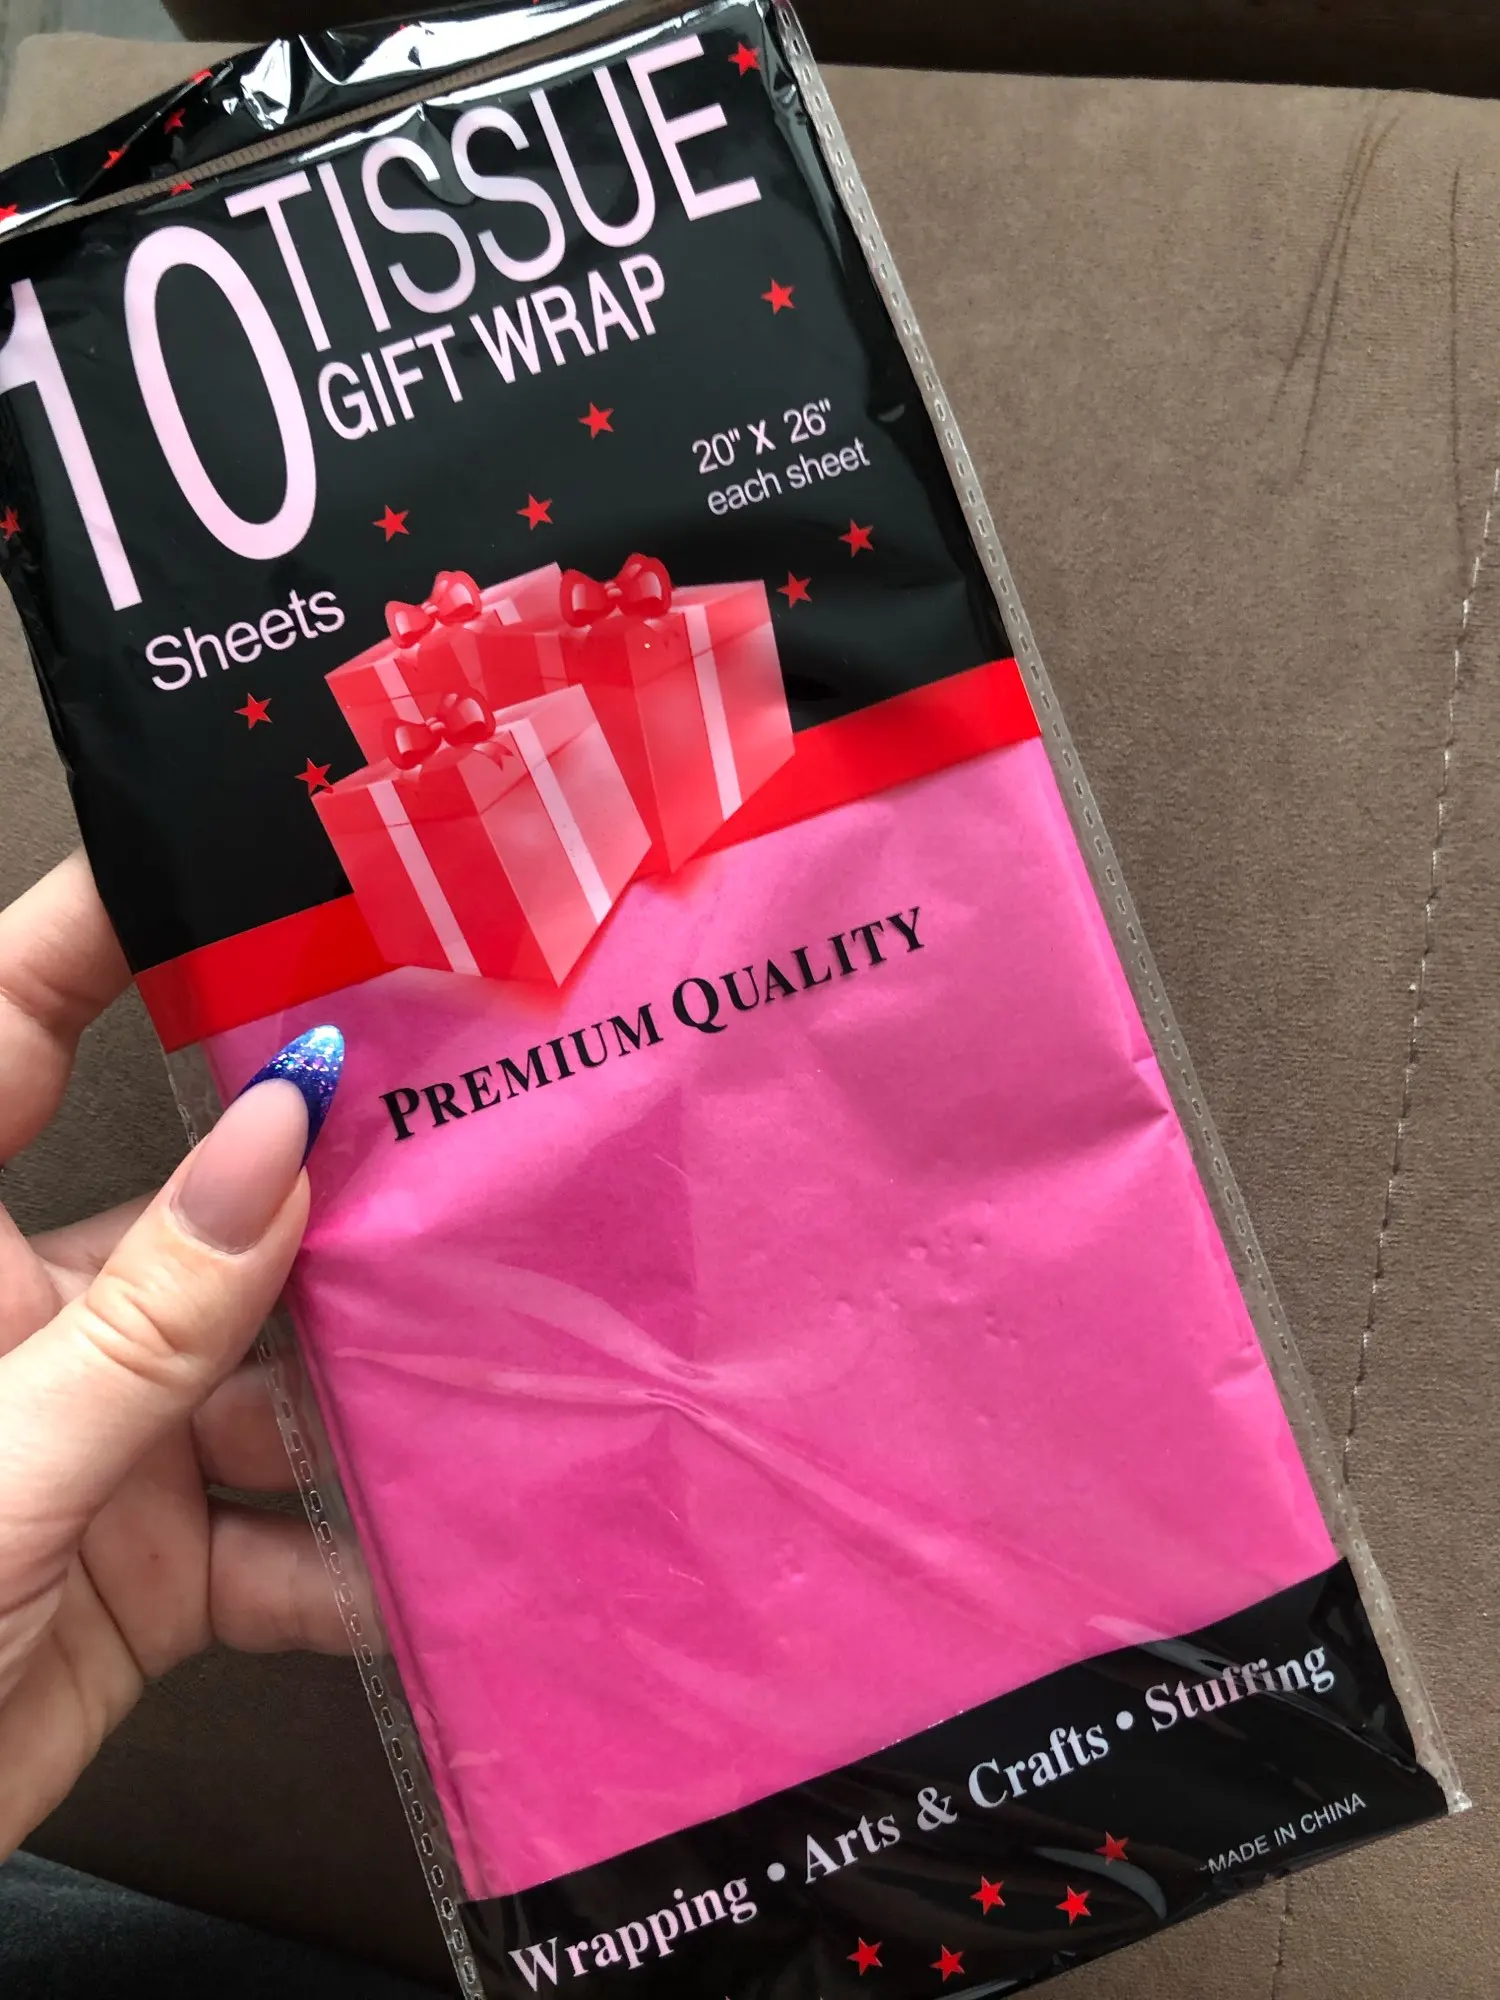 10 TISSUE
GIFT WRAP
20" X 26"
each sheet
Sheets
PREMIUM QUALITY
Wrapping • Arts & Crafts • Stuffing
MADE IN CHINA